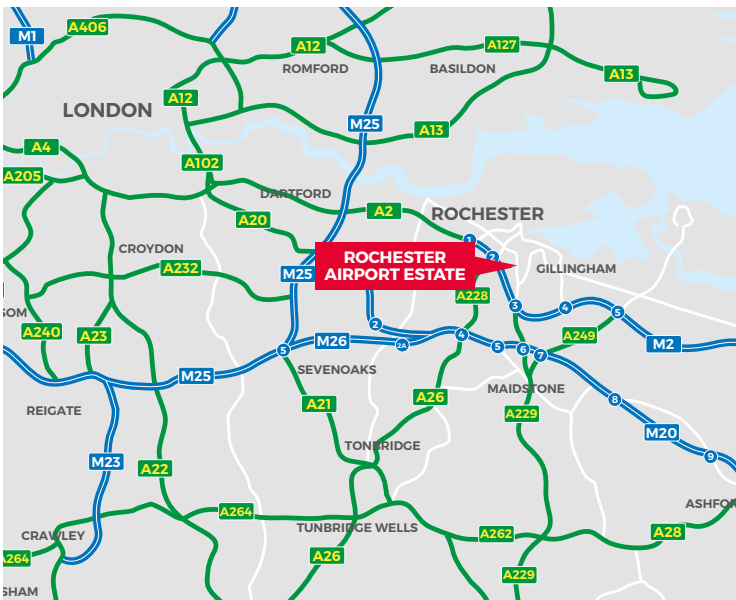 M1
A406
A12
A127
ROMFORD
BASILDON
A13
A12
LONDON
M25
A13
A4
A102
A205
DARTFORD
A2
ROCHESTER
A20
1
CROYDON
2
ROCHESTER
AIRPORT ESTATE
GILLINGHAM
A232
M25
A228
SOM
3
4
5
A240
A23
2
4
A249
M26
2A
5
6
7
M2
5
SEVENOAKS
M25
MAIDSTONE
A21
A26
8
REIGATE
A229
M20
TONBRIDGE
M23
A22
9
ASHFOR
A264
TUNBRIDGE WELLS
CRAWLEY
A262
A28
A264
A26
A229
SHAM